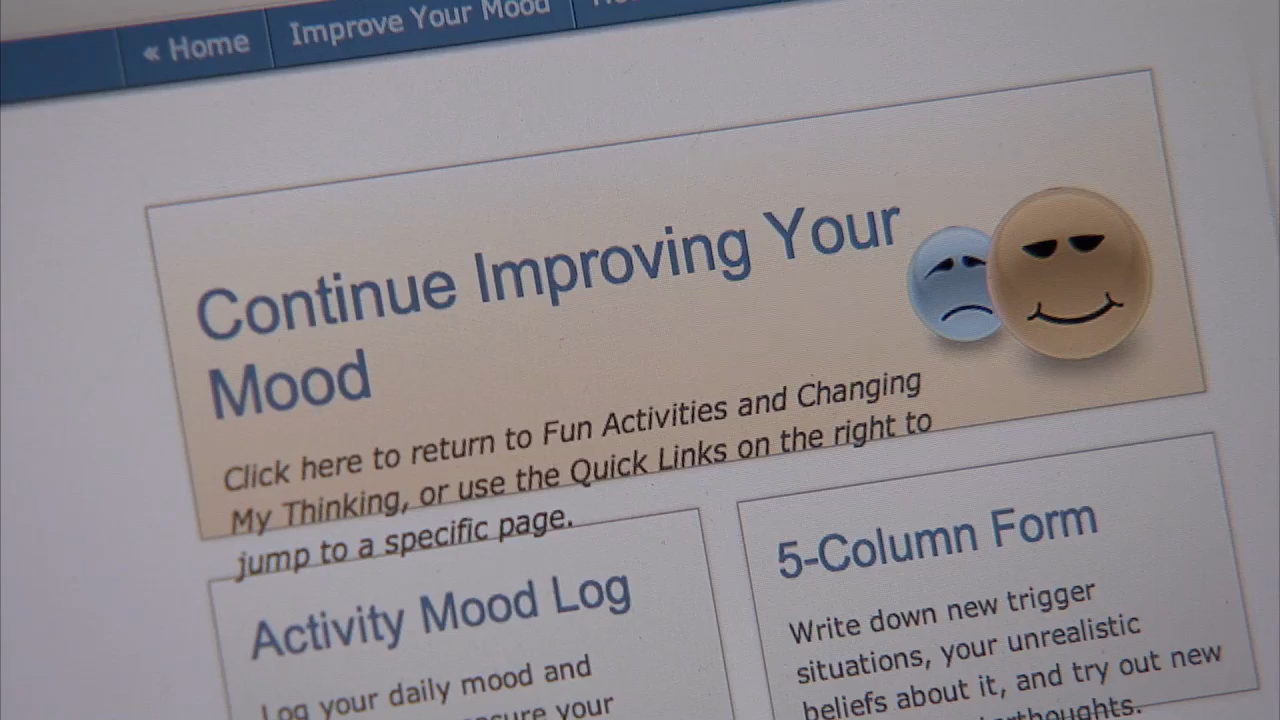 « Home Improve Your Mood
Continue Improving Your
Mood
Click here to return to Fun Activities and Changing
My Thinking, or use the Quick Links on the right to
jump to a specific page.
Activity Mood Log
Log your daily mood and
your
5-Column Form
Write down new trigger
situations, your unrealistic
beliefs about it, and try out new